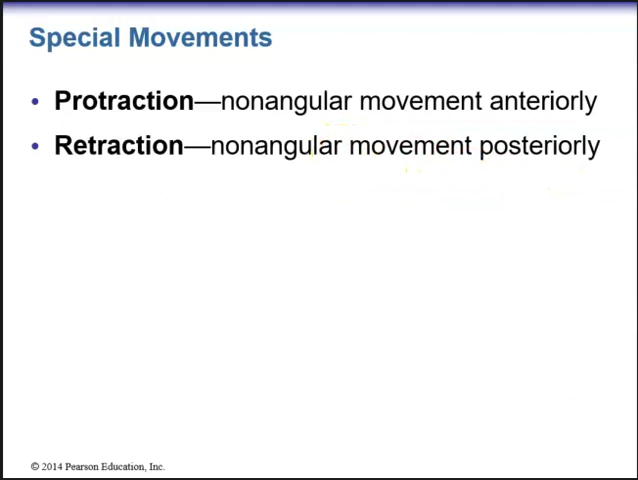 Special Movements
• Protraction—nonangular movement anteriorly
• Retraction—nonangular movement posteriorly
© 2014 Pearson Education, Inc.